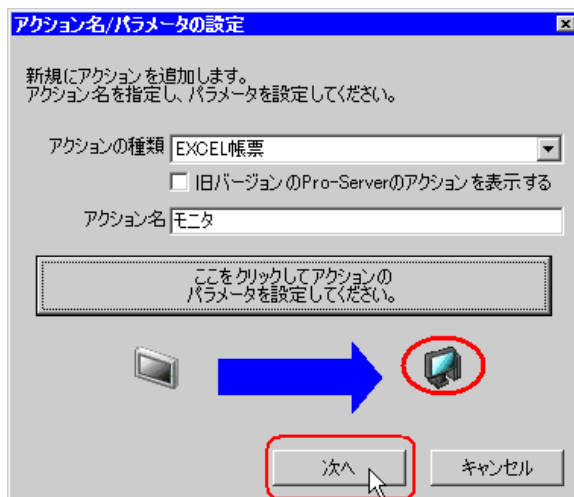 アクション名/パラメータの設定
新規にアクションを追加します。
アクション名を指定し、パラメータを設定してください。
アクションの種類 EXCEL帳票
旧バージョンのPro-Serverのアクションを表示する
アクション名 モニタ
ここをクリックしてアクションの
パラメータを設定してください。
次へ キャンセル